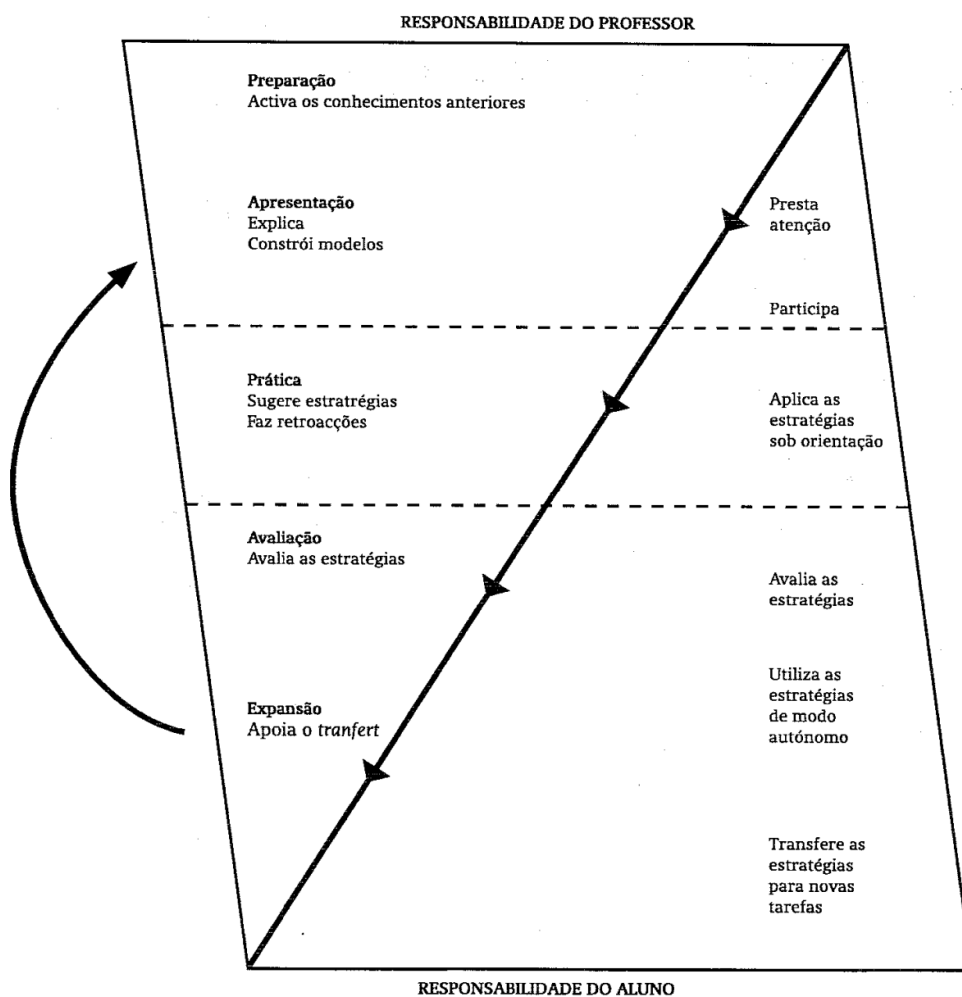 RESPONSABILIDADE DO PROFESSOR
Preparação
Activa os conhecimentos anteriores
Apresentação
Explica
Constrói modelos
Presta
atenção
Participa
Prática
Sugere estratrégias
Faz retroacções
Aplica as
estratégias
sob orientação
Avaliação
Avalia as estratégias
Avalia as
estratégias
Expansão
Apoia o tranfert
Utiliza as
estratégias
de modo
autónomo
Transfere as
estratégias
para novas
tarefas
RESPONSABILIDADE DO ALUNO